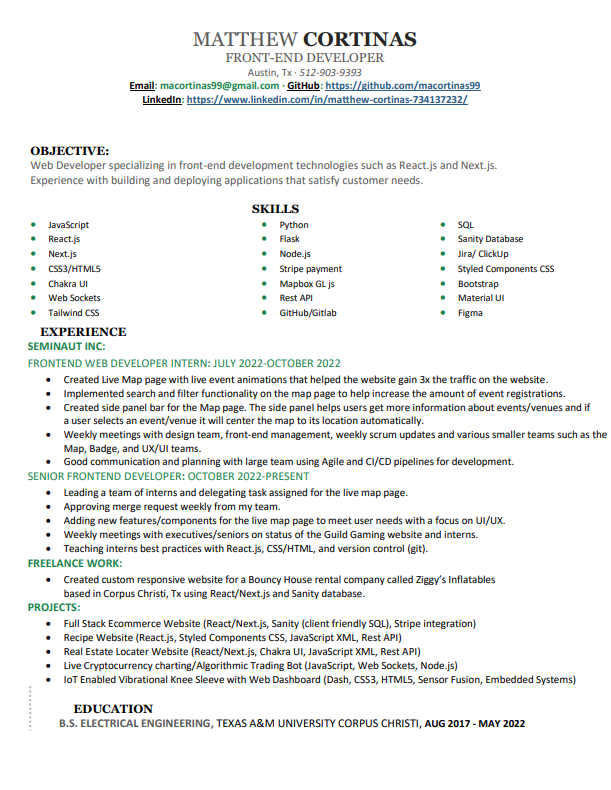 MATTHEW CORTINAS
FRONT-END DEVELOPER
Austin, Tx · 512-903-9393
Email: macortinas99@gmail.com · GitHub: https://github.com/macortinas99
LinkedIn: https://www.linkedin.com/in/matthew-cortinas-734137232/
OBJECTIVE:
Web Developer specializing in front-end development technologies such as React.js and Next.js.
Experience with building and deploying applications that satisfy customer needs.
SKILLS
• JavaScript
• React.js
• Next.js
• CSS3/HTML5
• Chakra UI
• Web Sockets
• Tailwind CSS
• Python
• Flask
• Node.js
• Stripe payment
• Mapbox GL js
• Rest API
• GitHub/Gitlab
• SQL
• Sanity Database
• Jira/ ClickUp
• Styled Components CSS
• Bootstrap
• Material UI
• Figma
EXPERIENCE
SEMINAUT INC:
FRONTEND WEB DEVELOPER INTERN: JULY 2022-OCTOBER 2022
• Created Live Map page with live event animations that helped the website gain 3x the traffic on the website.
• Implemented search and filter functionality on the map page to help increase the amount of event registrations.
• Created side panel bar for the Map page. The side panel helps users get more information about events/venues and if
a user selects an event/venue it will center the map to its location automatically.
• Weekly meetings with design team, front-end management, weekly scrum updates and various smaller teams such as the
Map, Badge, and UX/UI teams.
• Good communication and planning with large team using Agile and CI/CD pipelines for development.
SENIOR FRONTEND DEVELOPER: OCTOBER 2022-PRESENT
• Leading a team of interns and delegating task assigned for the live map page.
• Approving merge request weekly from my team.
• Adding new features/components for the live map page to meet user needs with a focus on UI/UX.
• Weekly meetings with executives/seniors on status of the Guild Gaming website and interns.
• Teaching interns best practices with React.js, CSS/HTML, and version control (git).
FREELANCE WORK:
• Created custom responsive website for a Bouncy House rental company called Ziggy's Inflatables
based in Corpus Christi, Tx using React/Next.js and Sanity database.
PROJECTS:
• Full Stack Ecommerce Website (React/Next.js, Sanity (client friendly SQL), Stripe integration)
• Recipe Website (React.js, Styled Components CSS, JavaScript XML, Rest API)
• Real Estate Locater Website (React/Next.js, Chakra UI, JavaScript XML, Rest API)
• Live Cryptocurrency charting/Algorithmic Trading Bot (JavaScript, Web Sockets, Node.js)
• IoT Enabled Vibrational Knee Sleeve with Web Dashboard (Dash, CSS3, HTML5, Sensor Fusion, Embedded Systems)
EDUCATION
B.S. ELECTRICAL ENGINEERING, TEXAS A&M UNIVERSITY CORPUS CHRISTI, AUG 2017 - MAY 2022